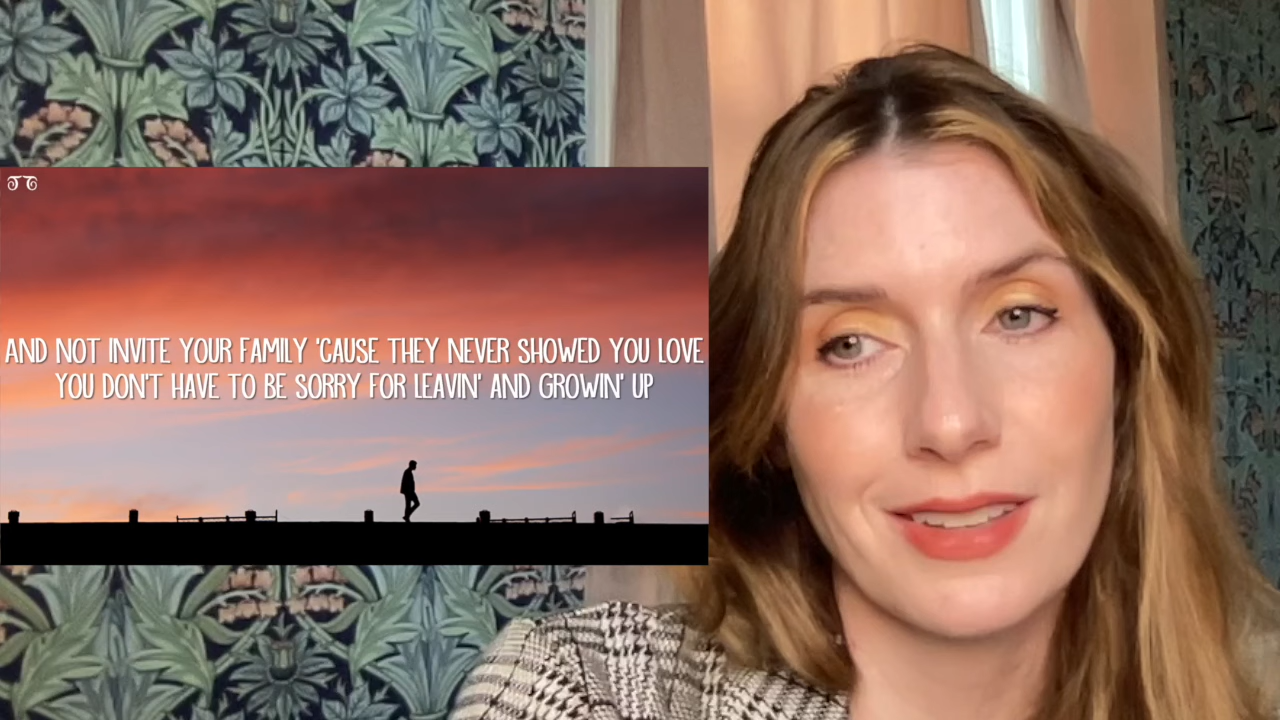 AND NOT INVITE YOUR FAMILY 'CAUSE THEY NEVER SHOWED YOU LOVE
YOU DON'T HAVE TO BE SORRY FOR LEAVIN' AND GROWIN' UP